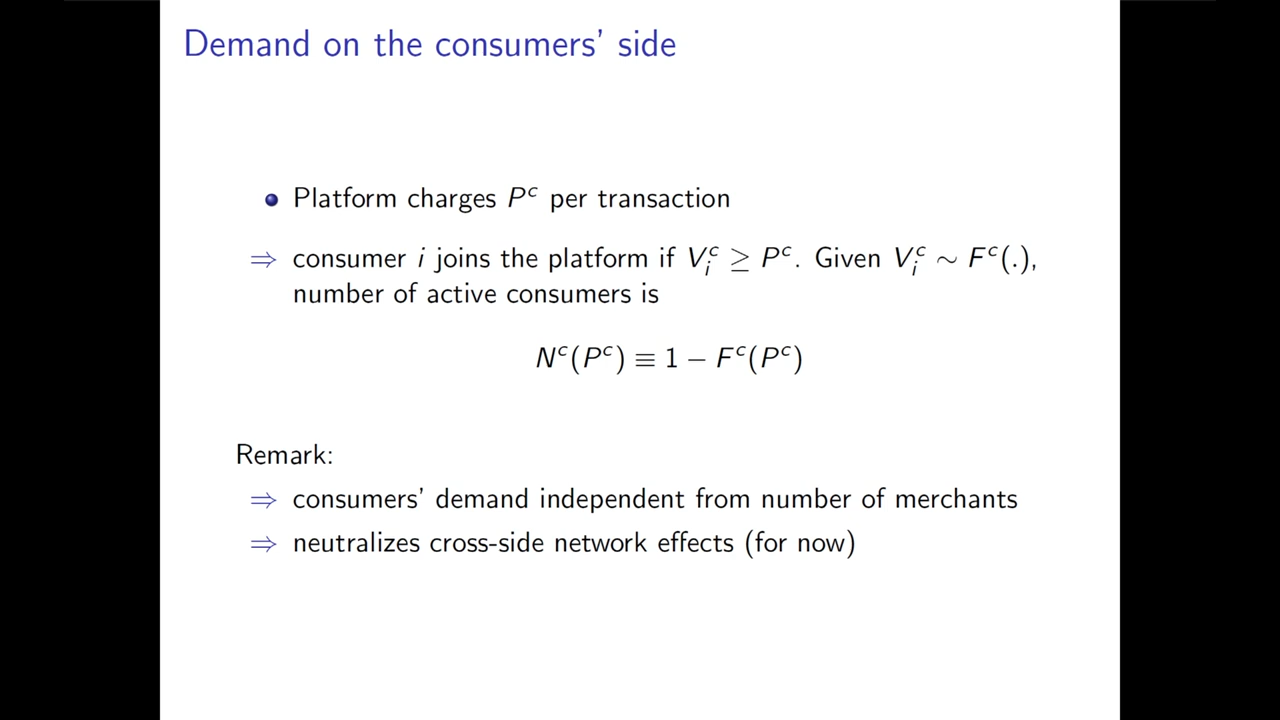 Demand on the consumers' side
Platform charges P^c per transaction
⇒ consumer i joins the platform if V_i^c ≥ P^c. Given V_i^c ∼ F^c(.),
number of active consumers is
N^c(P^c) ≡ 1 − F^c(P^c)
Remark:
⇒ consumers' demand independent from number of merchants
⇒ neutralizes cross-side network effects (for now)